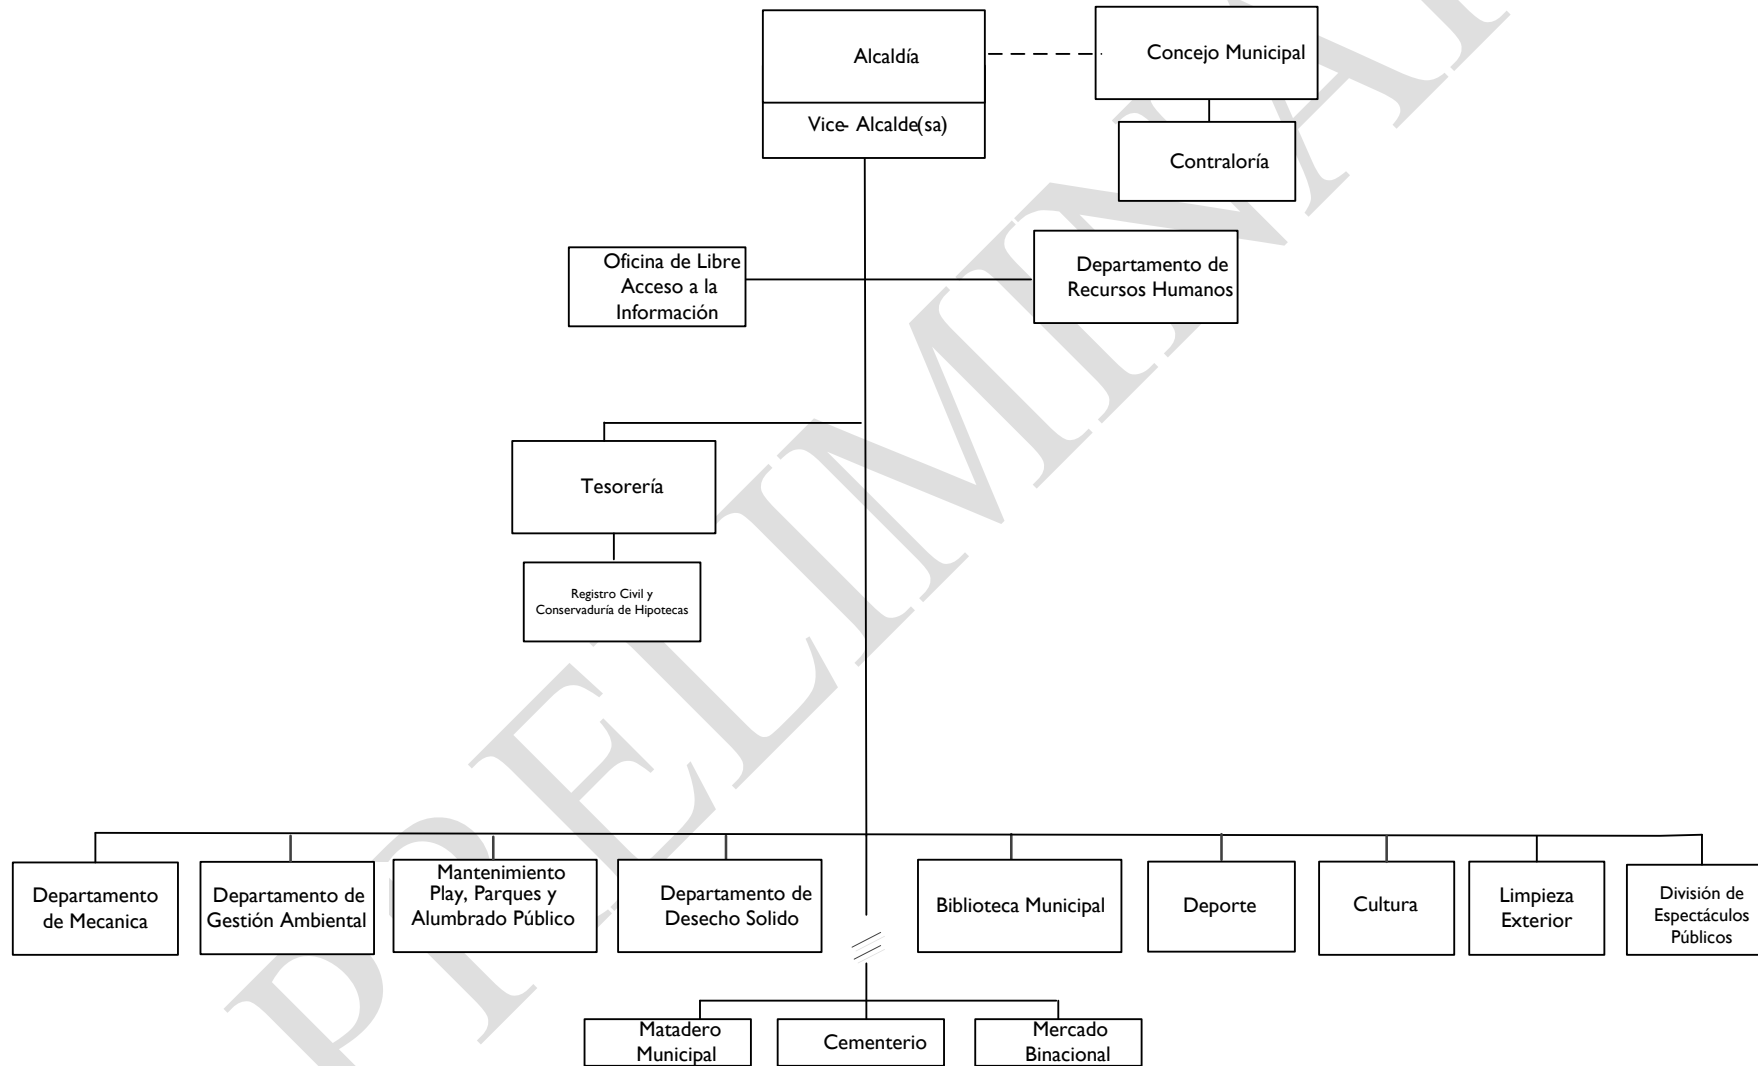 Alcaldía
Concejo Municipal
Vice- Alcalde(sa)
Contraloría
Oficina de Libre
Acceso a la
Información
Departamento de
Recursos Humanos
Tesorería
Registro Civil y
Conservaduría de Hipotecas
Departamento
de Mecanica
Departamento de
Gestión Ambiental
Mantenimiento
Play, Parques y
Alumbrado Público
Departamento de
Desecho Solido
Biblioteca Municipal
Deporte
Cultura
Limpieza
Exterior
División de
Espectáculos
Públicos
Matadero
Municipal
Cementerio
Mercado
Binacional
PRELIMINAR